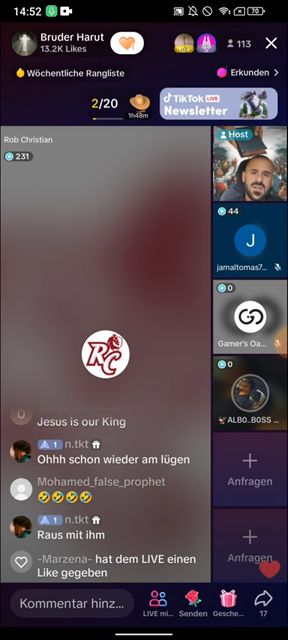 14:52
70
Bruder Harut
13.2K Likes
113
Wöchentliche Rangliste
Erkunden >
2/20
1h48m
TikTok LIVE
Newsletter
Rob Christian
231
Host
RC
44
J
jamaltomas7...
0
Gamer's Oa...
0
ALB0..B0SS ...
Jesus is our King
1 n.tkt
Ohhh schon wieder am lügen
Mohamed_false_prophet
🤣🤣🤣🤣
1 n.tkt
Raus mit ihm
-Marzena- hat dem LIVE einen
Like gegeben
Anfragen
Anfragen
Kommentar hinz...
LIVE mi...
Senden
Gesche...
17